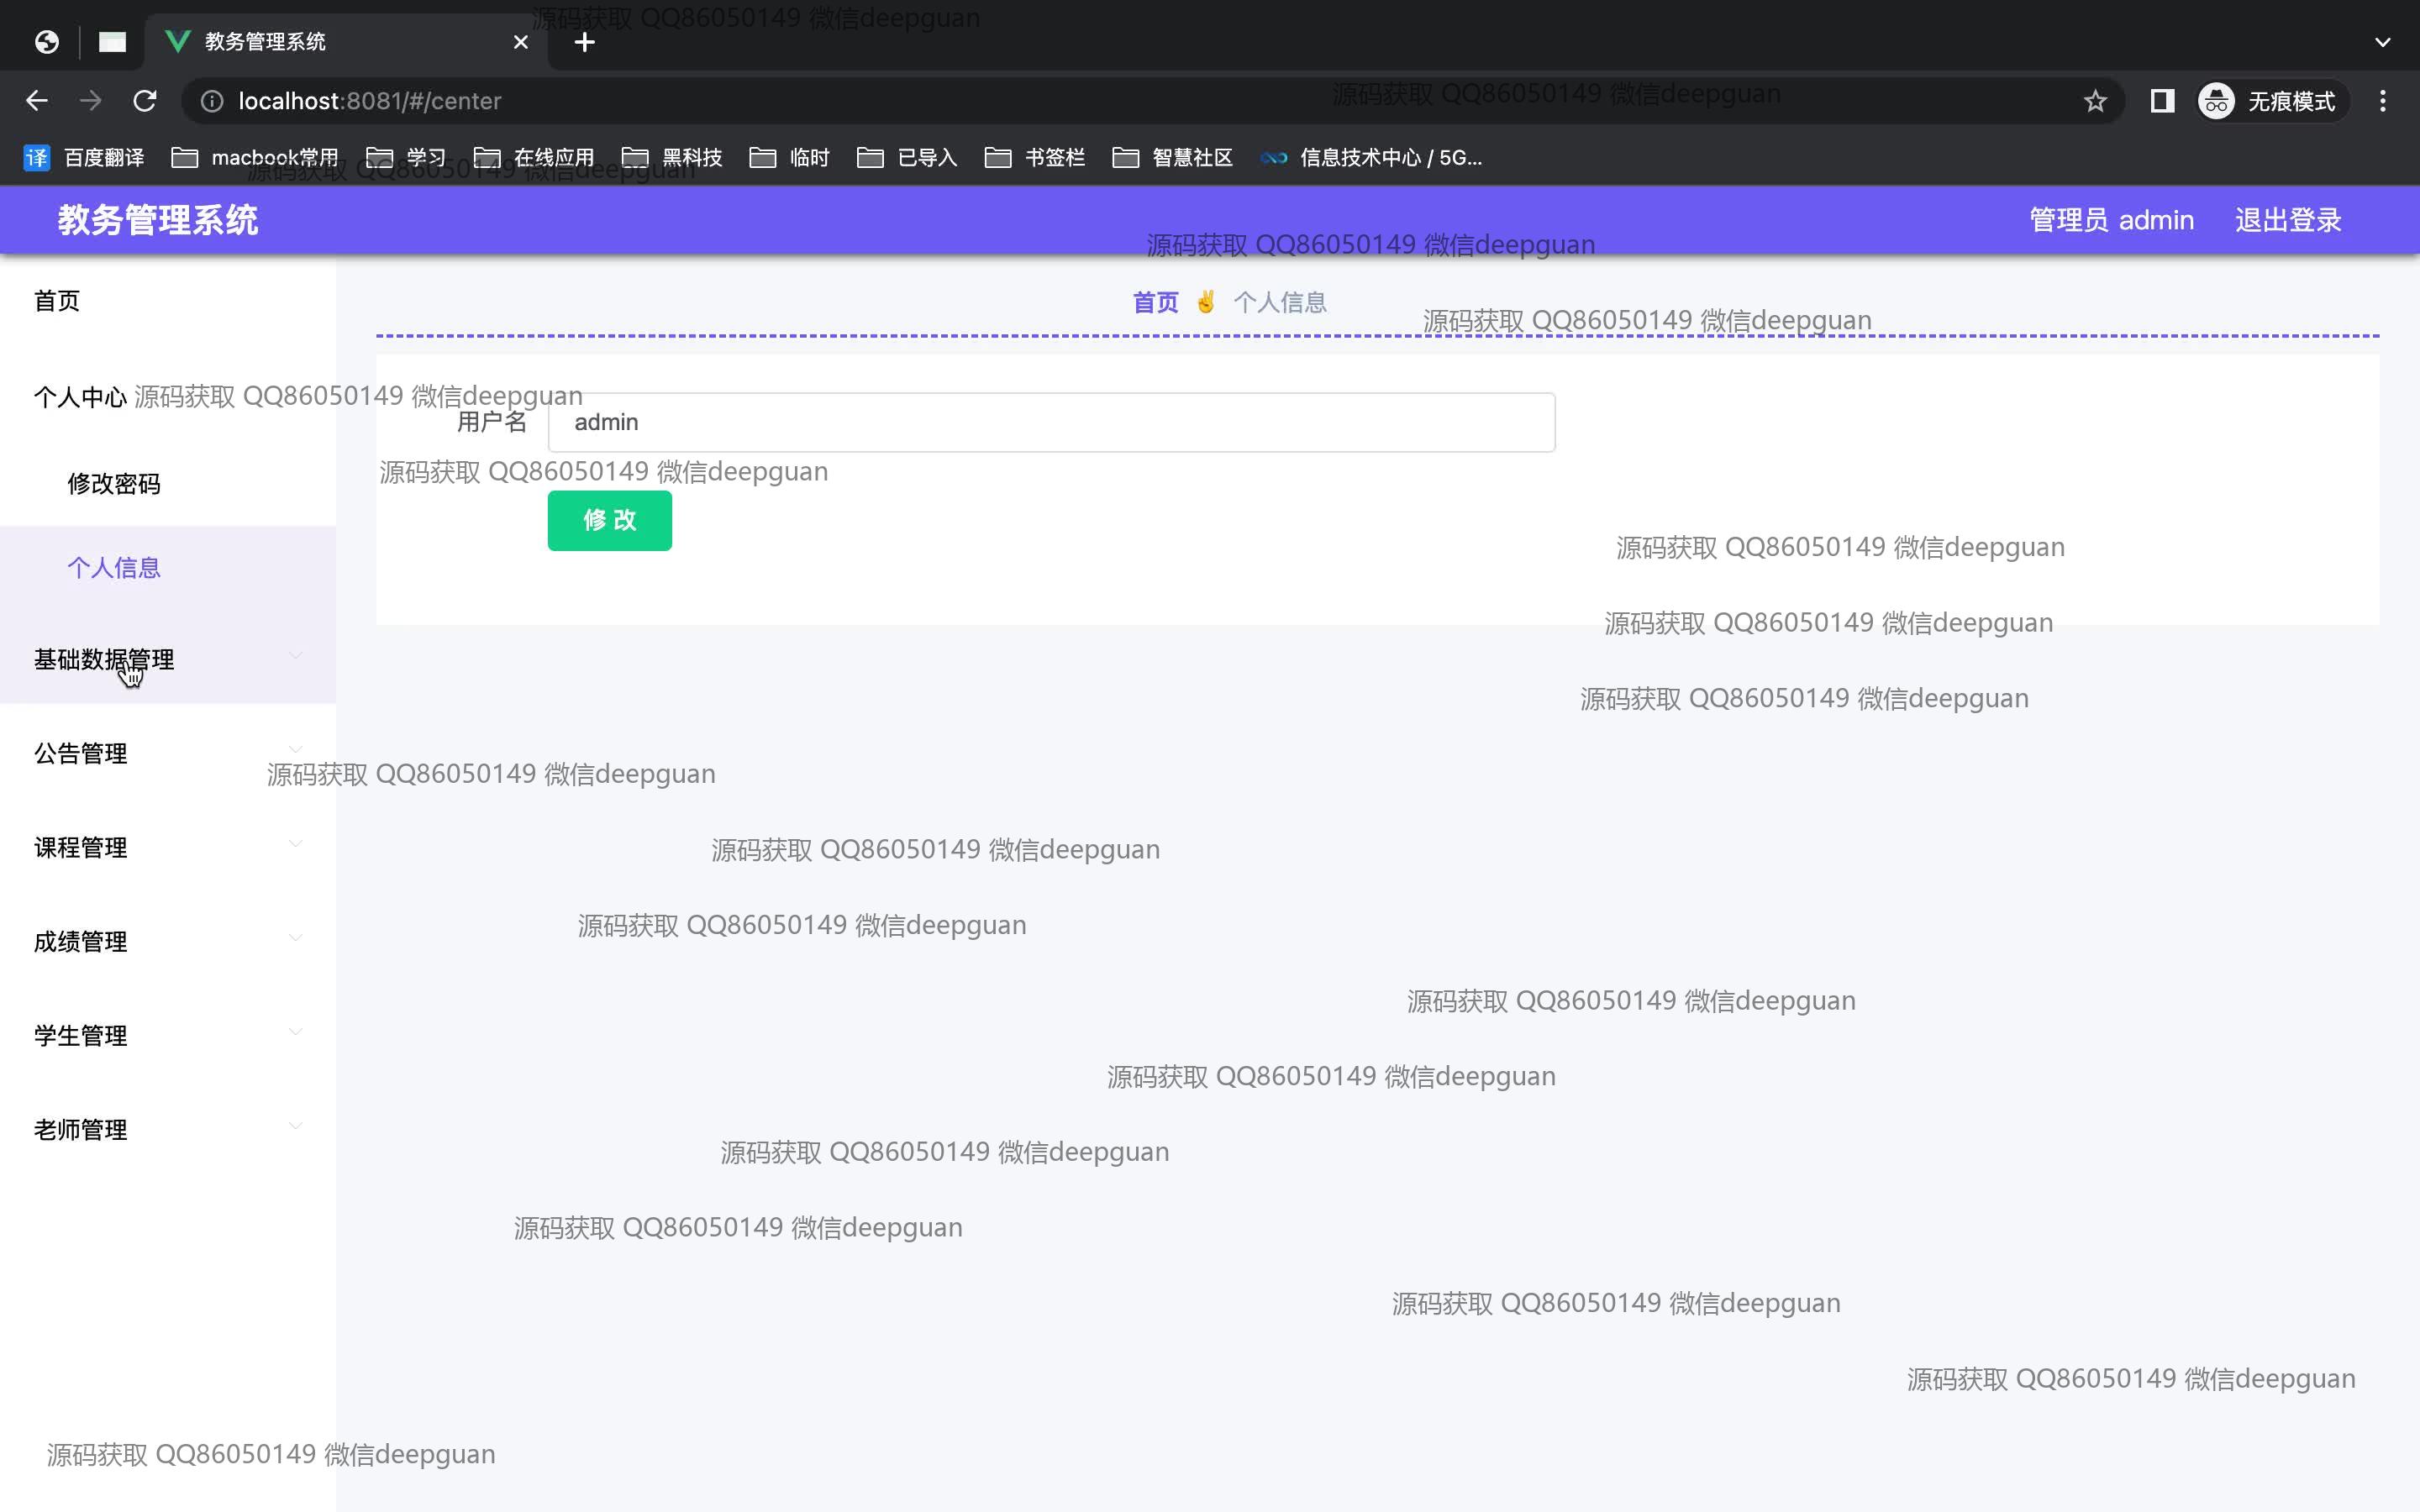 源码获取 QQ86050149 微信deepguan
教务管理系统
localhost:8081/#/center
源码获取 QQ86050149 微信deepguan
无痕模式
译 百度翻译 macbook常用 学习 在线应用 黑科技 临时 已导入 书签栏 智慧社区 信息技术中心 / 5G...
源码获取 QQ86050149 微信deepguan
教务管理系统
管理员 admin 退出登录
源码获取 QQ86050149 微信deepguan
首页
首页 ✌ 个人信息
源码获取 QQ86050149 微信deepguan
个人中心
源码获取 QQ86050149 微信deepguan
用户名 admin
源码获取 QQ86050149 微信deepguan
修改密码
修 改
源码获取 QQ86050149 微信deepguan
个人信息
源码获取 QQ86050149 微信deepguan
基础数据管理
源码获取 QQ86050149 微信deepguan
公告管理
源码获取 QQ86050149 微信deepguan
课程管理
源码获取 QQ86050149 微信deepguan
源码获取 QQ86050149 微信deepguan
成绩管理
源码获取 QQ86050149 微信deepguan
学生管理
源码获取 QQ86050149 微信deepguan
老师管理
源码获取 QQ86050149 微信deepguan
源码获取 QQ86050149 微信deepguan
源码获取 QQ86050149 微信deepguan
源码获取 QQ86050149 微信deepguan
源码获取 QQ86050149 微信deepguan